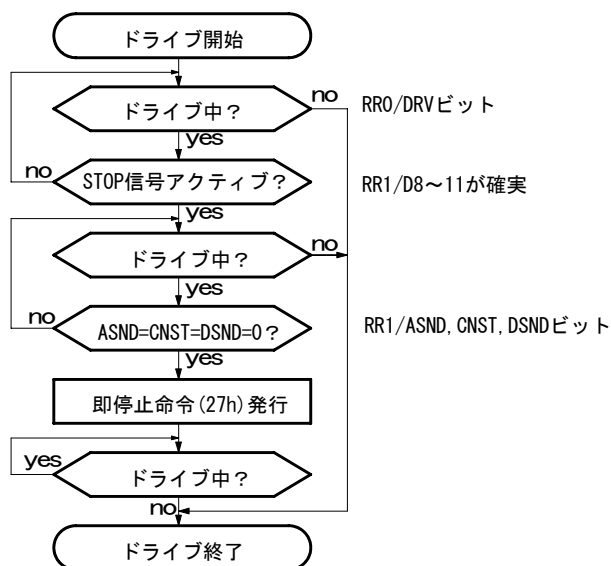 ドライブ開始
ドライブ中？
no
RR0/DRVビット
yes
no
STOP信号アクティブ？
RR1/D8～11が確実
yes
ドライブ中？
no
yes
no
ASND=CNST=DSND=0？
RR1/ASND,CNST,DSNDビット
yes
即停止命令(27h)発行
yes
ドライブ中？
no
ドライブ終了